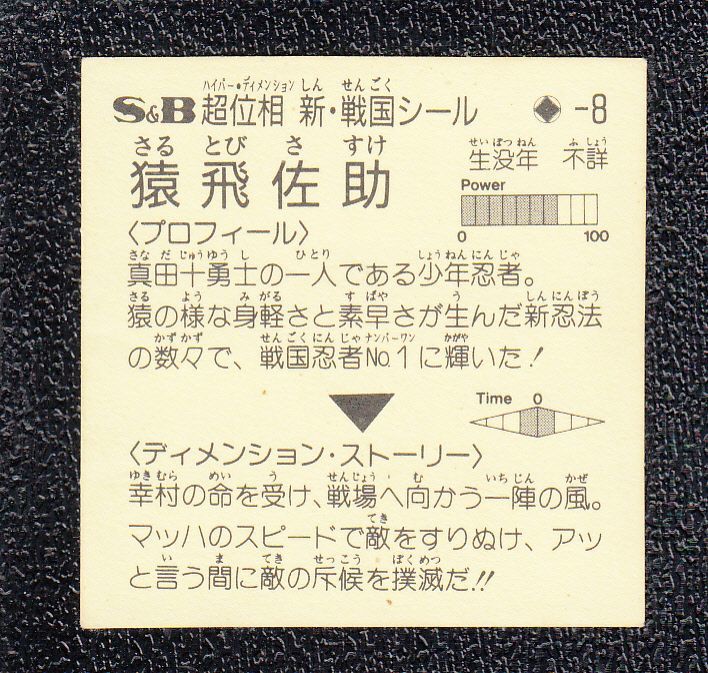 ハイパー・ディメンション しん せんごく
S&B 超位相 新・戦国シール -8
さる とび さ すけ
猿飛佐助
せいぼつねん ふしょう
生没年 不詳
Power
0 100
〈プロフィール〉
さなだじゅうゆうし ひとり しょうねんにんじゃ
真田十勇士の一人である少年忍者。
さる よう みがる すばや う しんにんぽう
猿の様な身軽さと素早さが生んだ新忍法
かずかず せんごくにんじゃナンバーワン かがや
の数々で、戦国忍者No.1に輝いた!
Time 0
〈ディメンション・ストーリー〉
ゆきむら めい う せんじょう む いちじん かぜ
幸村の命を受け、戦場へ向かう一陣の風。
てき
マッハのスピードで敵をすりぬけ、アッ
い ま てき せっこう ぼくめつ
と言う間に敵の斥候を撲滅だ!!